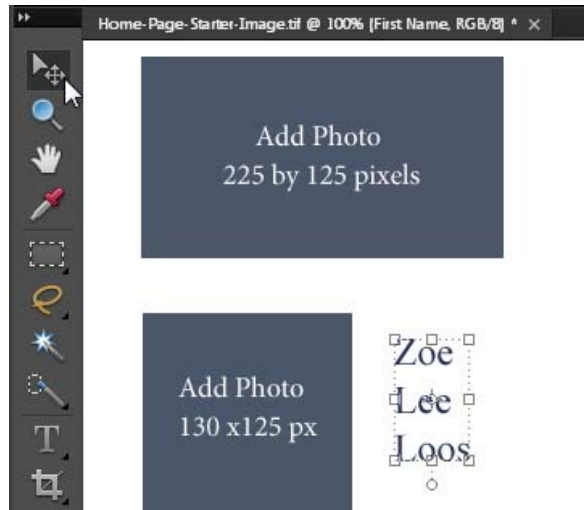 Home-Page-Starter-Image.tif @ 100% (First Name, RGB/8) * ×
Add Photo
225 by 125 pixels
Add Photo
130 x125 px
Zoe
Lee
Loos
T